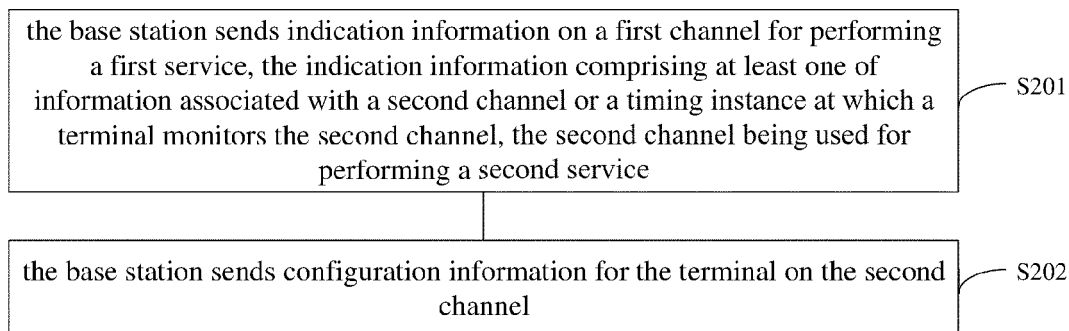 the base station sends indication information on a first channel for performing
a first service, the indication information comprising at least one of
information associated with a second channel or a timing instance at which a
terminal monitors the second channel, the second channel being used for
performing a second service
S201
the base station sends configuration information for the terminal on the second
channel
S202